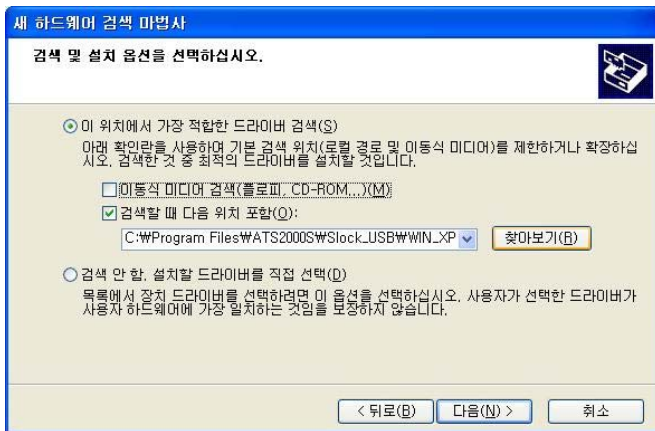 새 하드웨어 검색 마법사
검색 및 설치 옵션을 선택하십시오.
이 위치에서 가장 적합한 드라이버 검색(S)
아래 확인란을 사용하여 기본 검색 위치(로컬 경로 및 이동식 미디어)를 제한하거나 확장하십
시오. 검색한 것 중 최적의 드라이버를 설치할 것입니다.
이동식 미디어 검색(플로피, CD-ROM...)(M)
검색할 때 다음 위치 포함(O):
C:₩Program Files₩ATS2000S₩Slock_USB₩WIN_XP
찾아보기(R)
검색 안 함. 설치할 드라이버를 직접 선택(D)
목록에서 장치 드라이버를 선택하려면 이 옵션을 선택하십시오. 사용자가 선택한 드라이버가
사용자 하드웨어에 가장 일치하는 것임을 보장하지 않습니다.
< 뒤로(B) 다음(N) > 취소